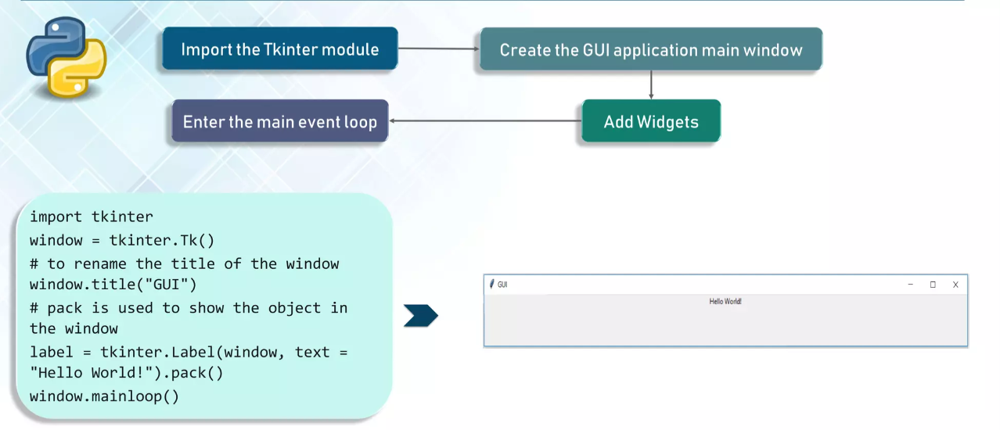 Import the Tkinter module
Create the GUI application main window
Enter the main event loop
Add Widgets
import tkinter
window = tkinter.Tk()
# to rename the title of the window
window.title("GUI")
# pack is used to show the object in
the window
label = tkinter.Label(window, text =
"Hello World!").pack()
window.mainloop()
GUI
Hello World!